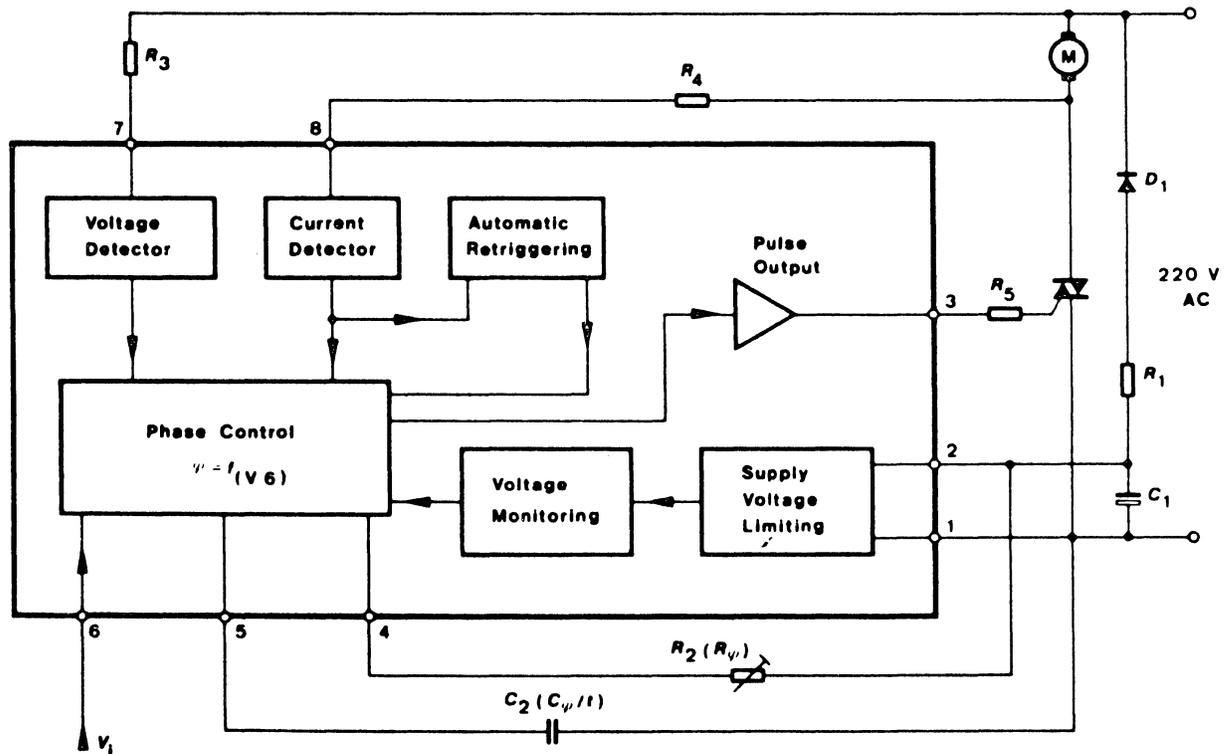 R3
M
R4
7
8
D1
Voltage
Detector
Current
Detector
Automatic
Retriggering
Pulse
Output
220 V
AC
3
R5
R1
Phase Control
φ = f(V6)
2
Voltage
Monitoring
Supply
Voltage
Limiting
C1
1
6
5
4
R2 (Rφ)
C2 (Cφ/t)
Vi